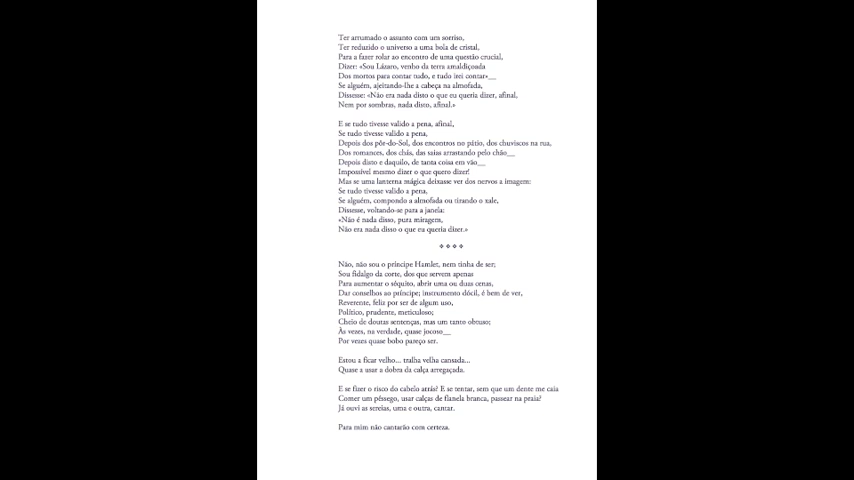 Ter arrumado o assunto com um sorriso,
Ter reduzido o universo a uma bola de cristal,
Para a fazer rolar ao encontro de uma questão crucial,
Dizer: «Sou Lázaro, venho da terra amaldiçoada
Dos mortos para contar tudo, e tudo irei contar»__
Se alguém, ajeitando-lhe a cabeça na almofada,
Dissesse: «Não era nada disto o que eu queria dizer, afinal,
Nem por sombras, nada disto, afinal.»
E se tudo tivesse valido a pena, afinal,
Se tudo tivesse valido a pena,
Depois dos pôr-do-Sol, dos encontros no pátio, dos chuviscos na rua,
Dos romances, dos chás, das saias arrastando pelo chão__
Depois disto e daquilo, de tanta coisa em vão__
Impossível mesmo dizer o que quero dizer!
Mas se uma lanterna mágica deixasse ver dos nervos a imagem:
Se tudo tivesse valido a pena,
Se alguém, compondo a almofada ou tirando o xale,
Dissesse, voltando-se para a janela:
«Não é nada disso, pura miragem,
Não era nada disso o que eu queria dizer.»
Não, não sou o príncipe Hamlet, nem tinha de ser;
Sou fidalgo da corte, dos que servem apenas
Para aumentar o séquito, abrir uma ou duas cenas,
Dar conselhos ao príncipe; instrumento dócil, é bem de ver,
Reverente, feliz por ser de algum uso,
Político, prudente, meticuloso;
Cheio de doutas sentenças, mas um tanto obtuso;
Às vezes, na verdade, quase jocoso__
Por vezes quase bobo pareço ser.
Estou a ficar velho... tralha velha cansada...
Quase a usar a dobra da calça arregaçada.
E se fizer o risco do cabelo atrás? E se tentar, sem que um dente me caia
Comer um pêssego, usar calças de flanela branca, passear na praia?
Já ouvi as sereias, uma e outra, cantar.
Para mim não cantarão com certeza.